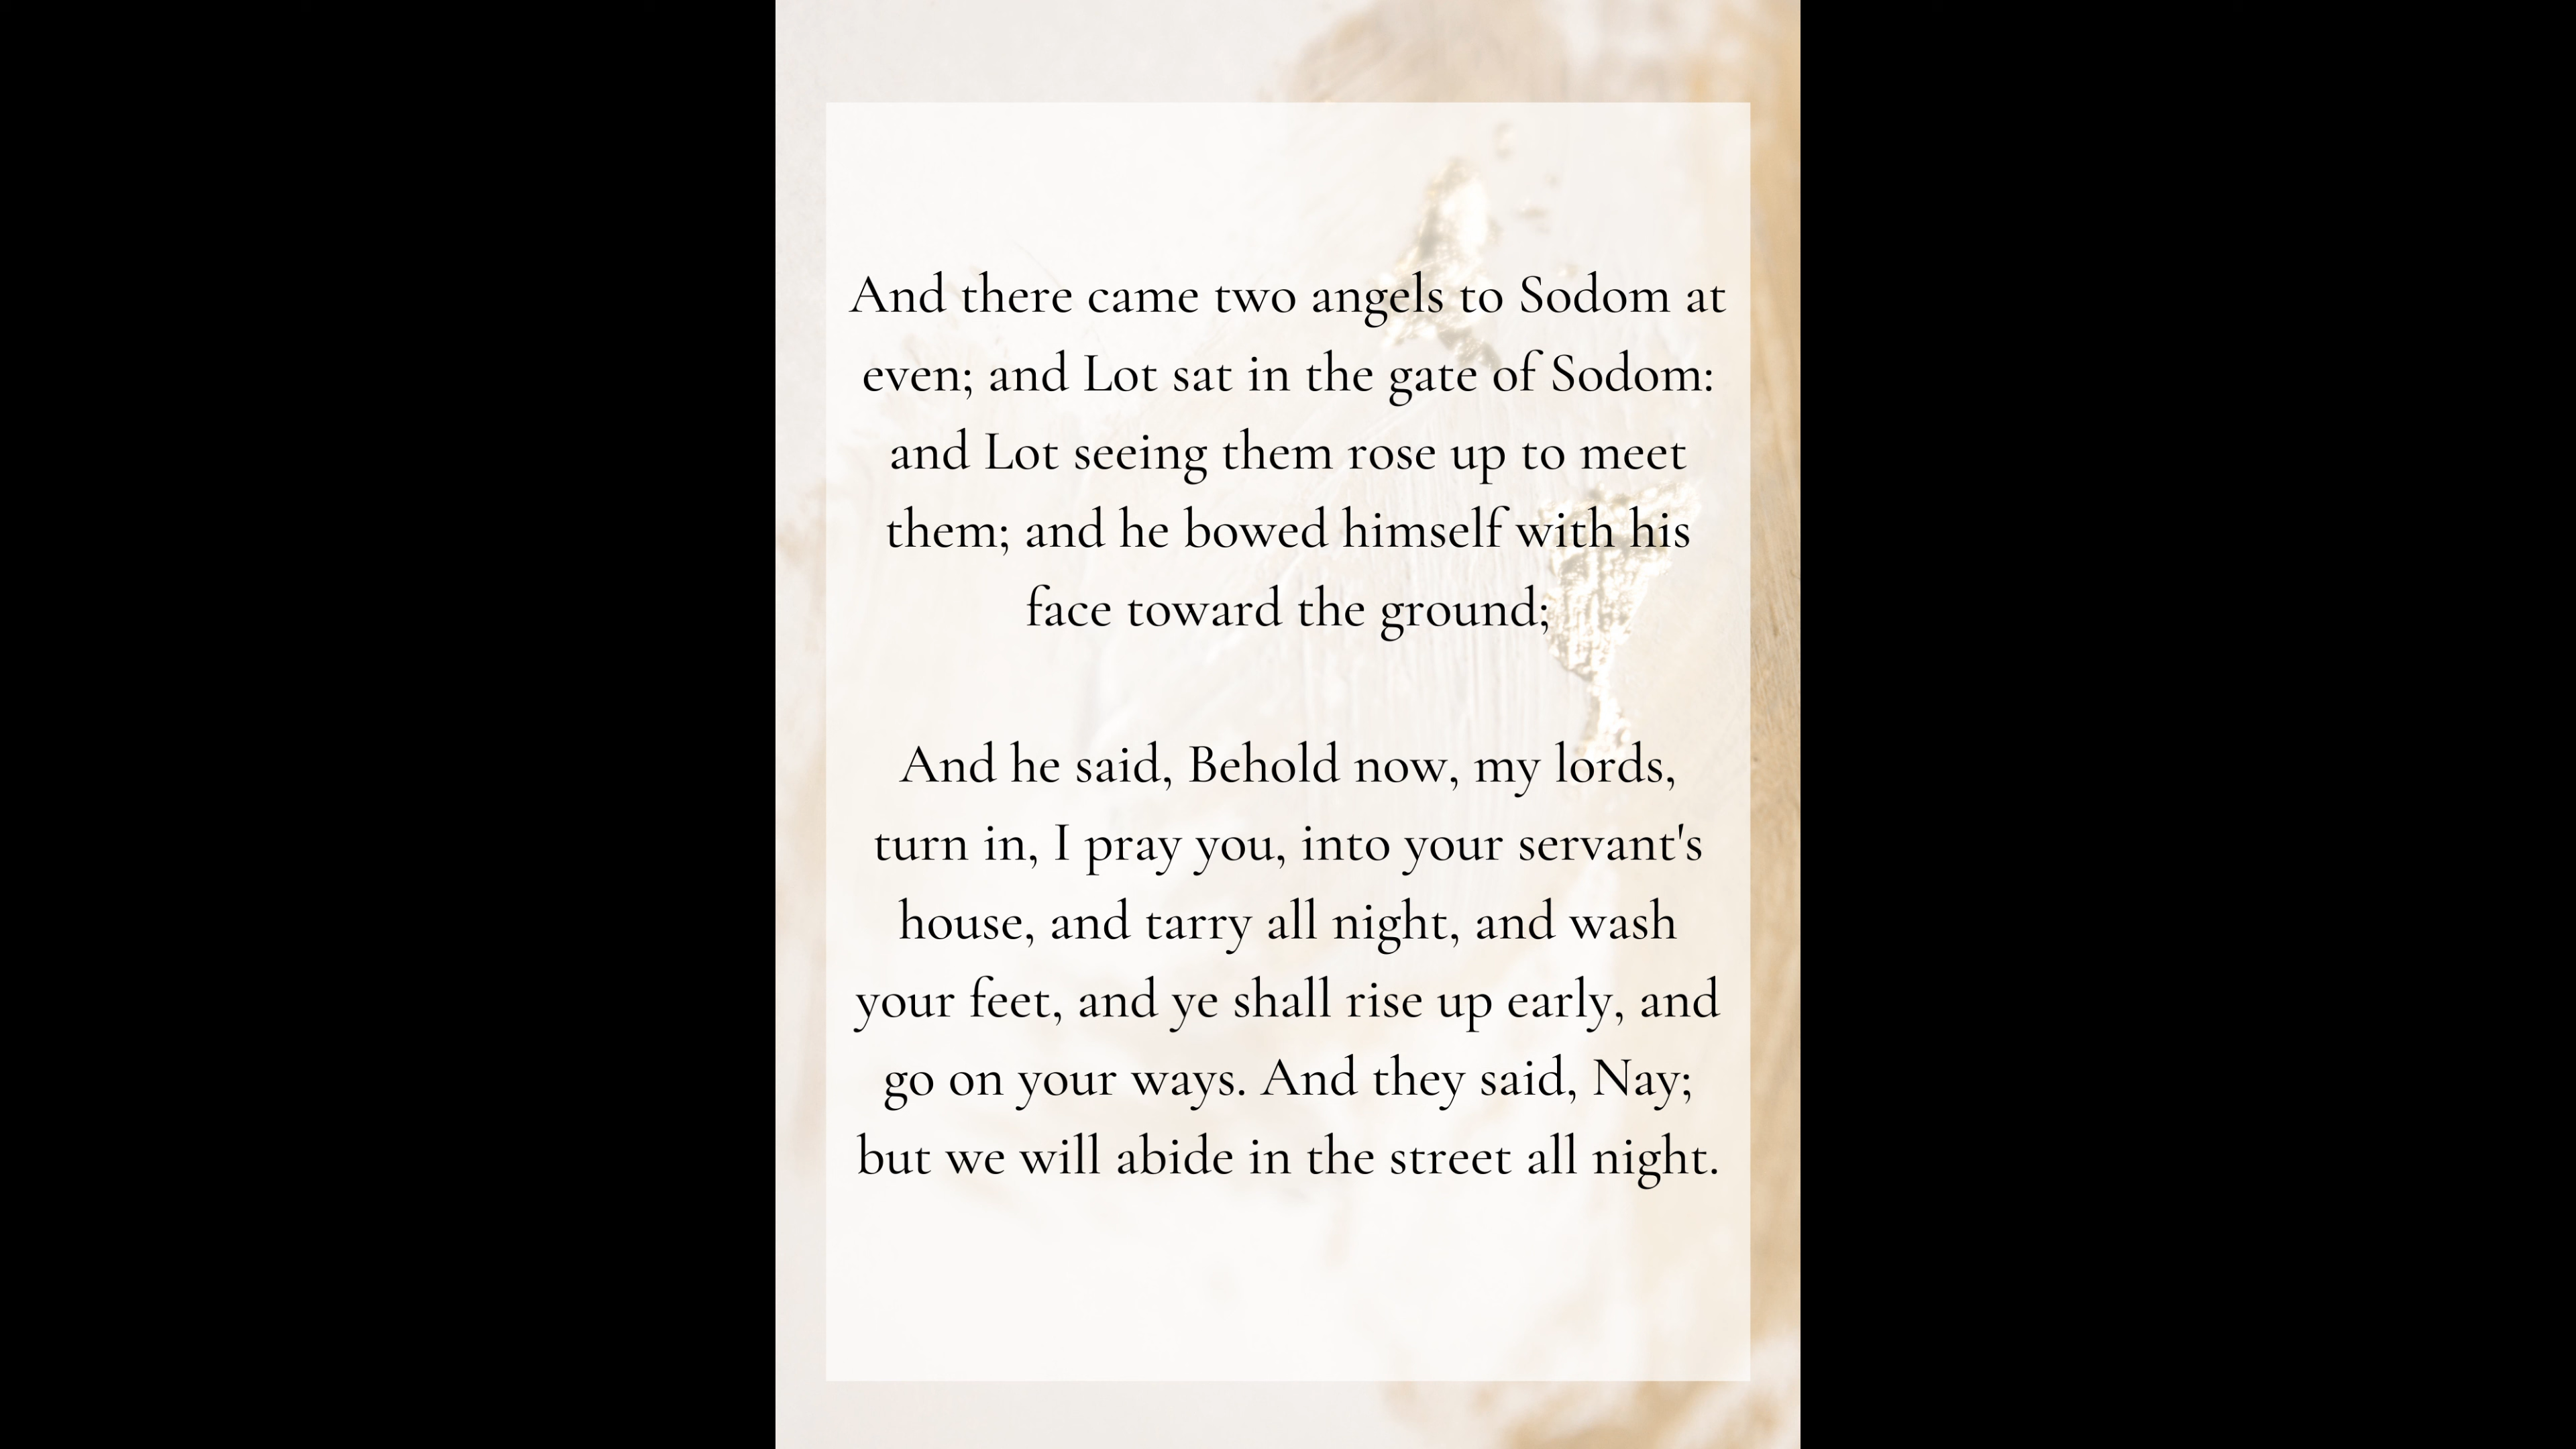 And there came two angels to Sodom at
even; and Lot sat in the gate of Sodom:
and Lot seeing them rose up to meet
them; and he bowed himself with his
face toward the ground;
And he said, Behold now, my lords,
turn in, I pray you, into your servant's
house, and tarry all night, and wash
your feet, and ye shall rise up early, and
go on your ways. And they said, Nay;
but we will abide in the street all night.